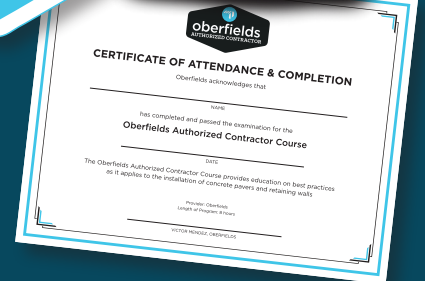 oberfields
AUTHORIZED CONTRACTOR
CERTIFICATE OF ATTENDANCE & COMPLETION
Oberfields acknowledges that
NAME
has completed and passed the examination for the
Oberfields Authorized Contractor Course
DATE
The Oberfields Authorized Contractor Course provides education on best practices
as it applies to the installation of concrete pavers and retaining walls
Provider: Oberfields
Length of Program: 8 hours
VICTOR MENDEZ, OBERFIELDS